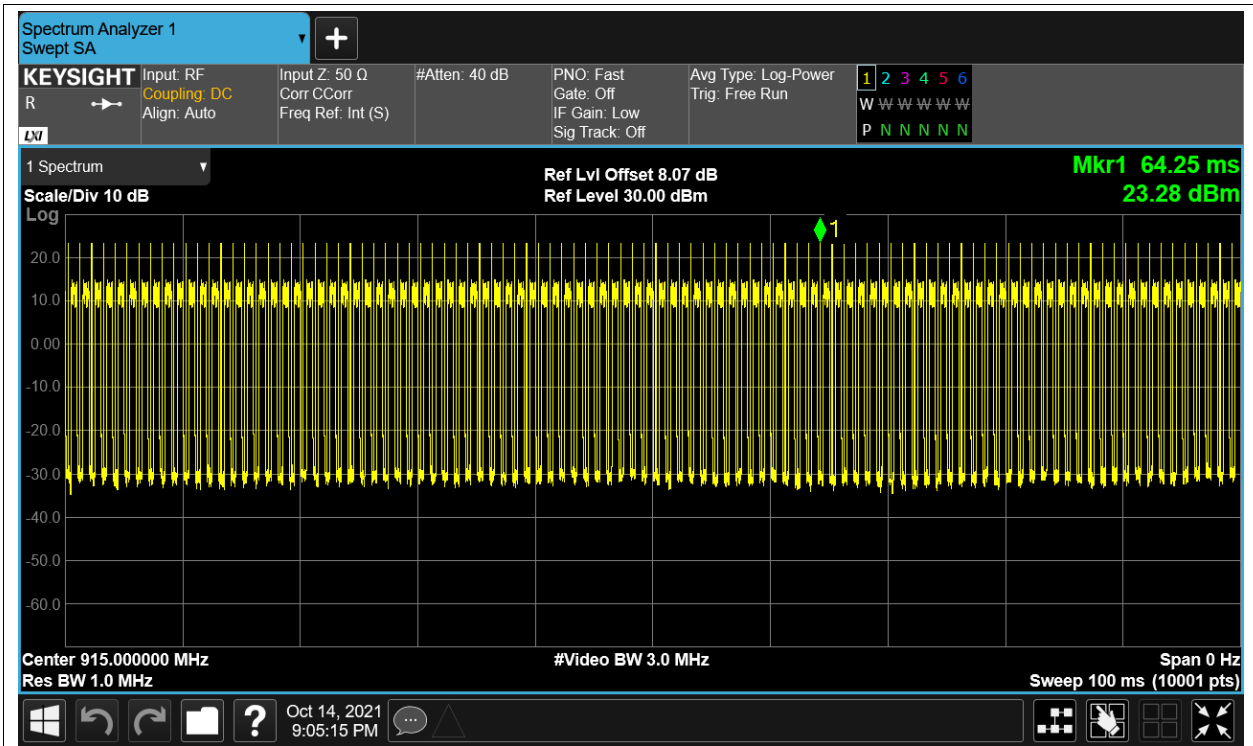 Spectrum Analyzer 1
Swept SA
KEYSIGHT
R
LXI
Input: RF
Coupling: DC
Align: Auto
Input Z: 50 Ω
Corr CCorr
Freq Ref: Int (S)
#Atten: 40 dB
PNO: Fast
Gate: Off
IF Gain: Low
Sig Track: Off
Avg Type: Log-Power
Trig: Free Run
1 2 3 4 5 6
W W W W W W
P N N N N N
1 Spectrum
Scale/Div 10 dB
Ref Lvl Offset 8.07 dB
Ref Level 30.00 dBm
Mkr1 64.25 ms
23.28 dBm
Log
1
20.0
10.0
0.00
-10.0
-20.0
-30.0
-40.0
-50.0
-60.0
Center 915.000000 MHz
Res BW 1.0 MHz
#Video BW 3.0 MHz
Span 0 Hz
Sweep 100 ms (10001 pts)
?
Oct 14, 2021
9:05:15 PM